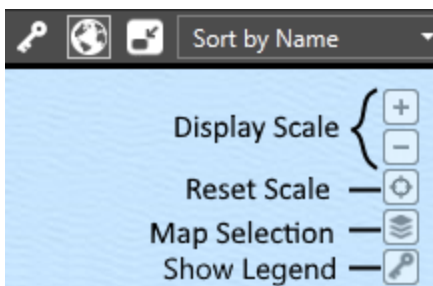 Sort by Name
Display Scale
Reset Scale
Map Selection
Show Legend